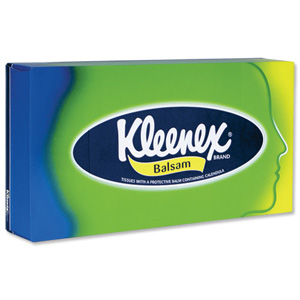 Kleenex®
BRAND
Balsam
TISSUES WITH A PROTECTIVE BALM CONTAINING CALENDULA